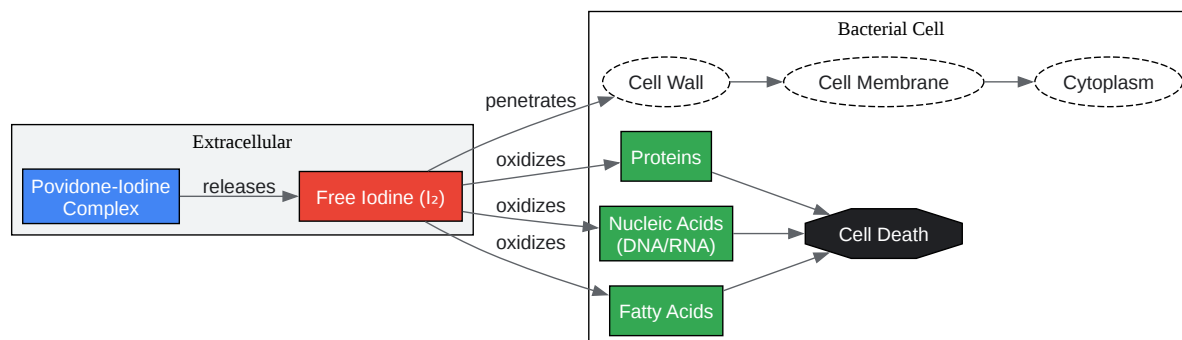 Bacterial Cell
Cell Wall
Cell Membrane
Cytoplasm
penetrates
Extracellular
Povidone-Iodine
Complex
releases
Free Iodine (I₂)
oxidizes
Proteins
oxidizes
Nucleic Acids
(DNA/RNA)
Cell Death
oxidizes
Fatty Acids